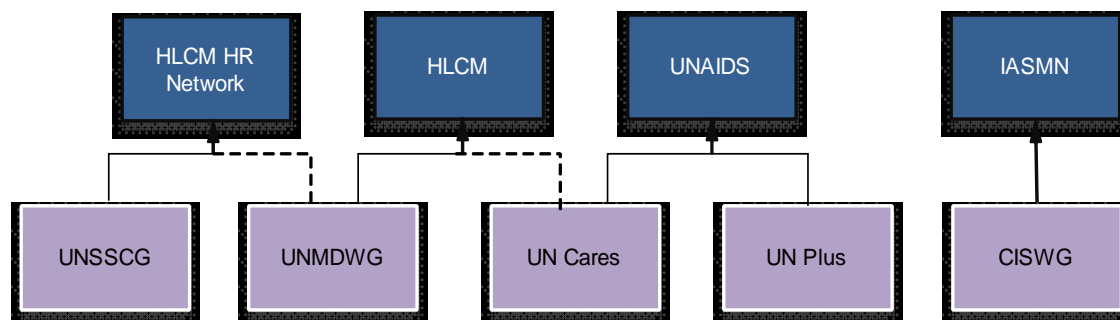 HLCM HR
Network
HLCM
UNAIDS
IASMN
UNSSCG
UNMDWG
UN Cares
UN Plus
CISWG